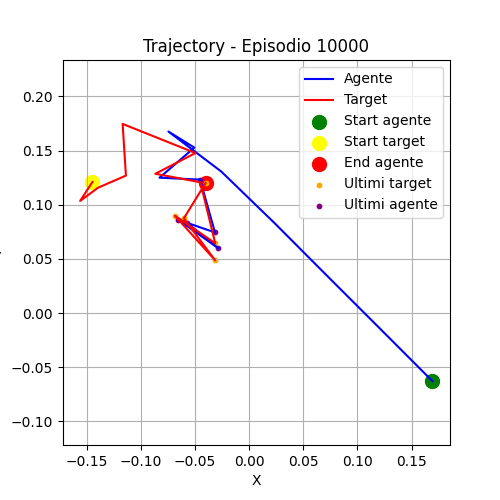 Trajectory - Episodio 10000
Agente
Target
Start agente
Start target
End agente
Ultimi target
Ultimi agente
0.20
0.15
0.10
0.05
0.00
−0.05
−0.10
−0.15 −0.10 −0.05 0.00 0.05 0.10 0.15
X